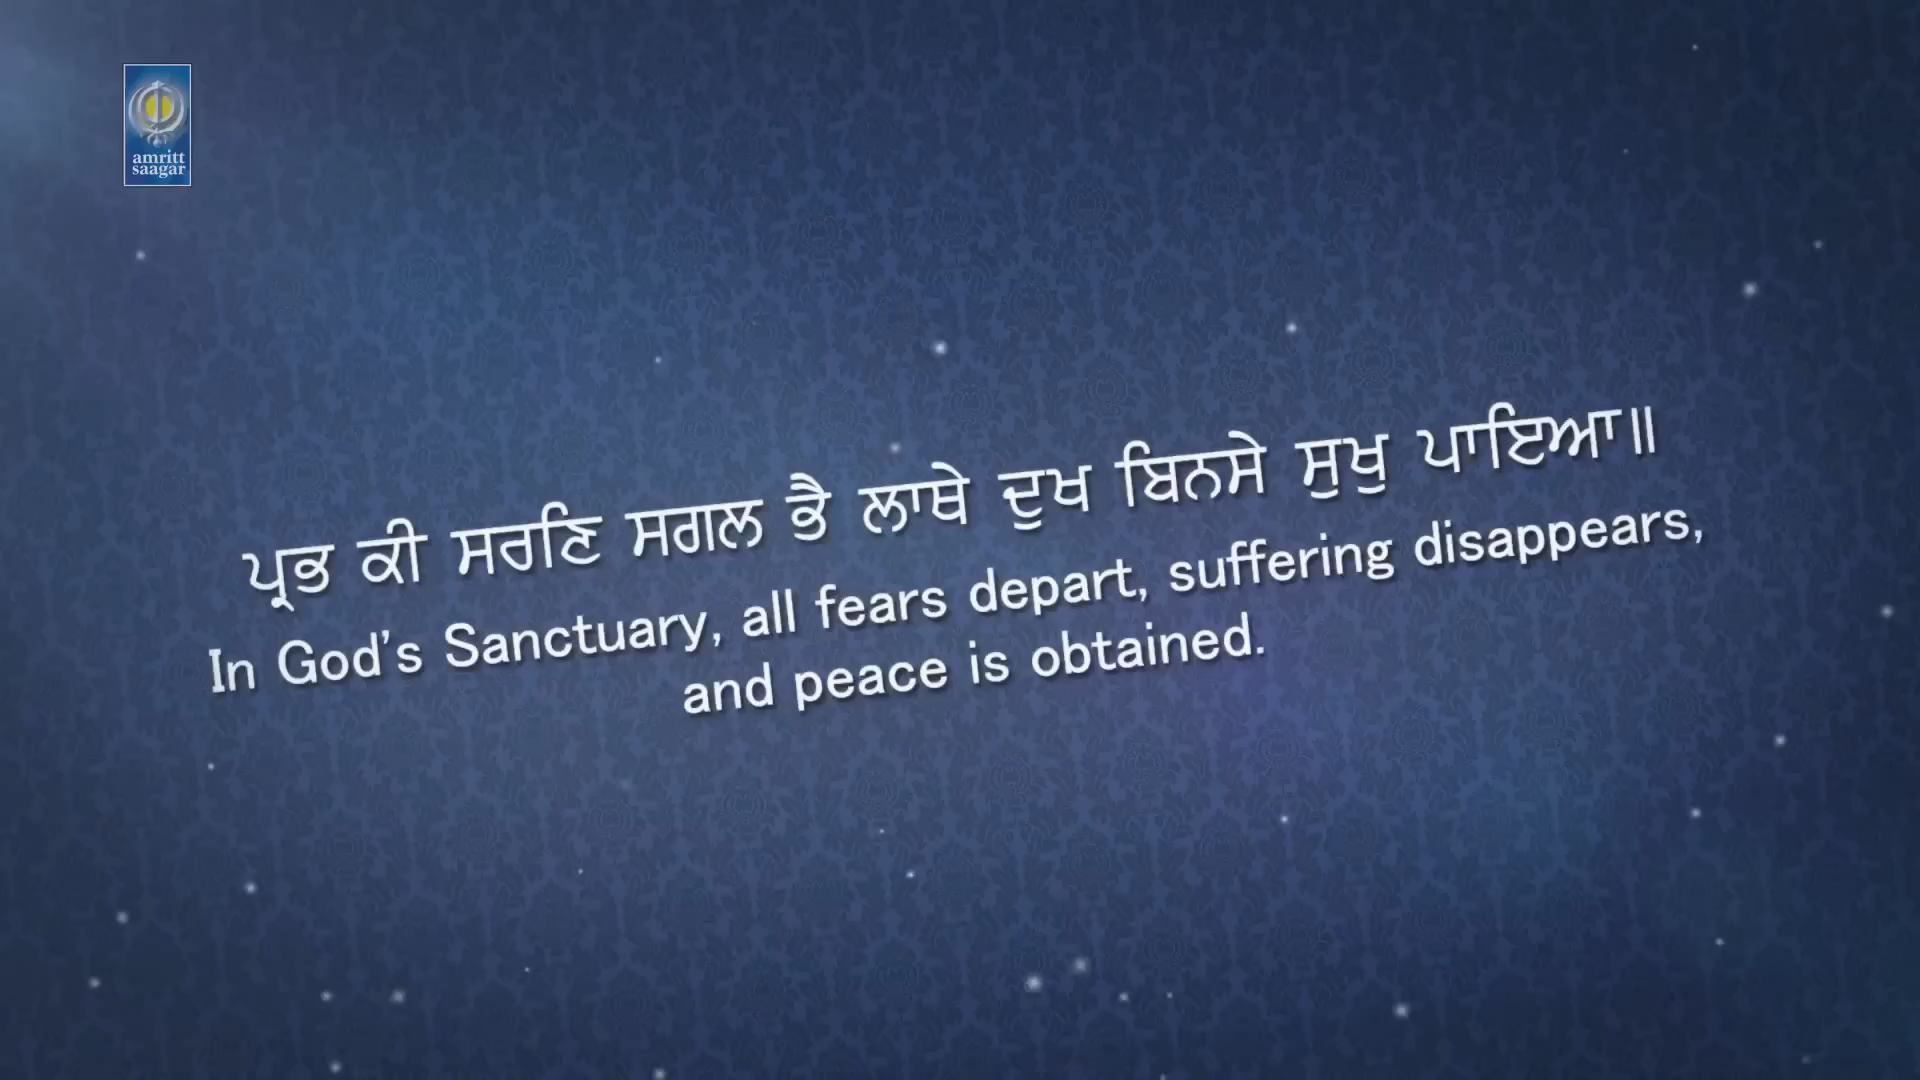 amritt
saagar
ਪ੍ਰਭ ਕੀ ਸਰਣਿ ਸਗਲ ਭੈ ਲਾਥੇ ਦੁਖ ਬਿਨਸੇ ਸੁਖੁ ਪਾਇਆ॥
In God's Sanctuary, all fears depart, suffering disappears,
and peace is obtained.